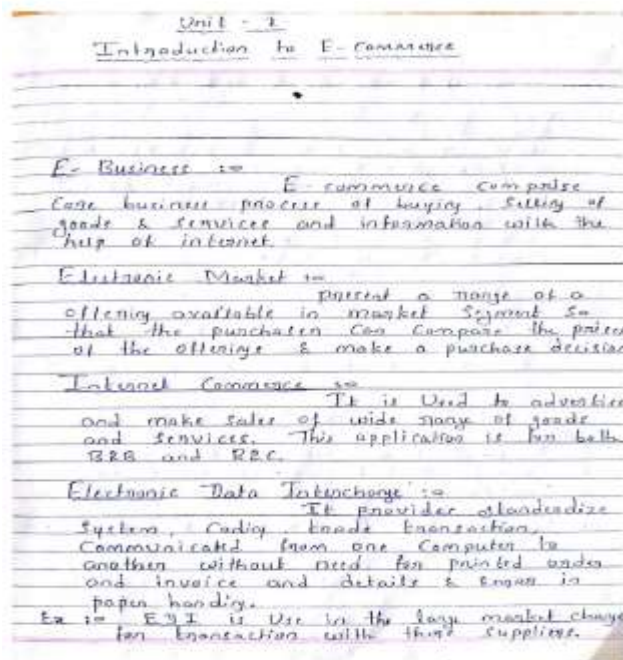 Unit - 1
Introduction to E-commerce
E-Business :-
E-commerce comprise
Core business process of buying, Selling of
goods & Services and information with the
help of internet.
Electronic Market :-
present a range of a
offering available in market Segment So
that the purchaser Can Compare the prices
of the offerings & make a purchase decision
Internet Commerce :-
It is Used to advertise
and make Sales of wide range of goods
and Services. This application is for both
B2B and B2C.
Electronic Data Interchange :-
It provider standerdize
System, Coding trade transaction,
Communicated from one Computer to
another without need for printed order
and invoice and details & error in
paper handig.
Ex :- EDI is Use in the large market
for transaction with their Suppliers.